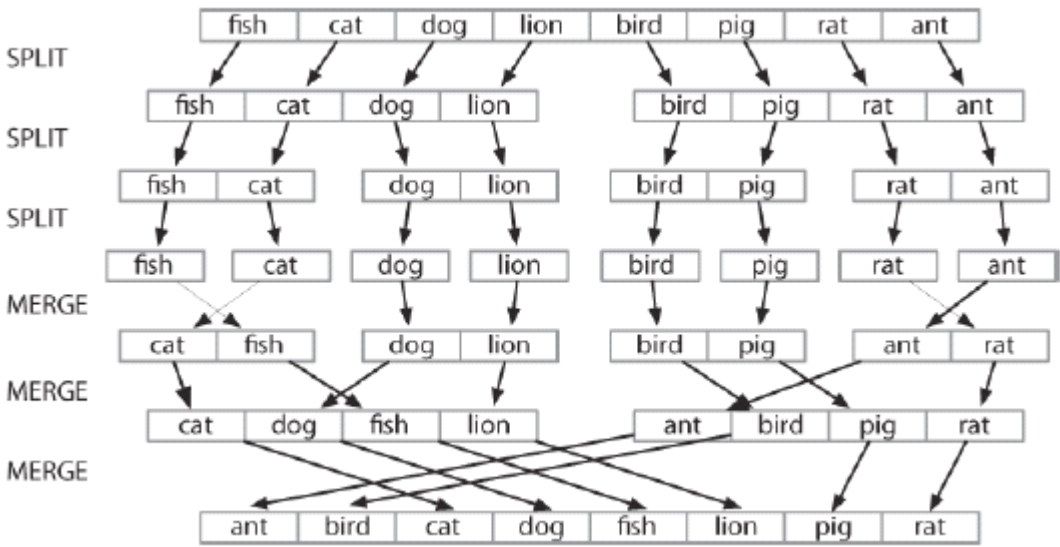 fish cat dog lion bird pig rat ant
SPLIT
fish cat dog lion bird pig rat ant
SPLIT
fish cat dog lion bird pig rat ant
SPLIT
fish cat dog lion bird pig rat ant
MERGE
cat fish dog lion bird pig ant rat
MERGE
cat dog fish lion ant bird pig rat
MERGE
ant bird cat dog fish lion pig rat